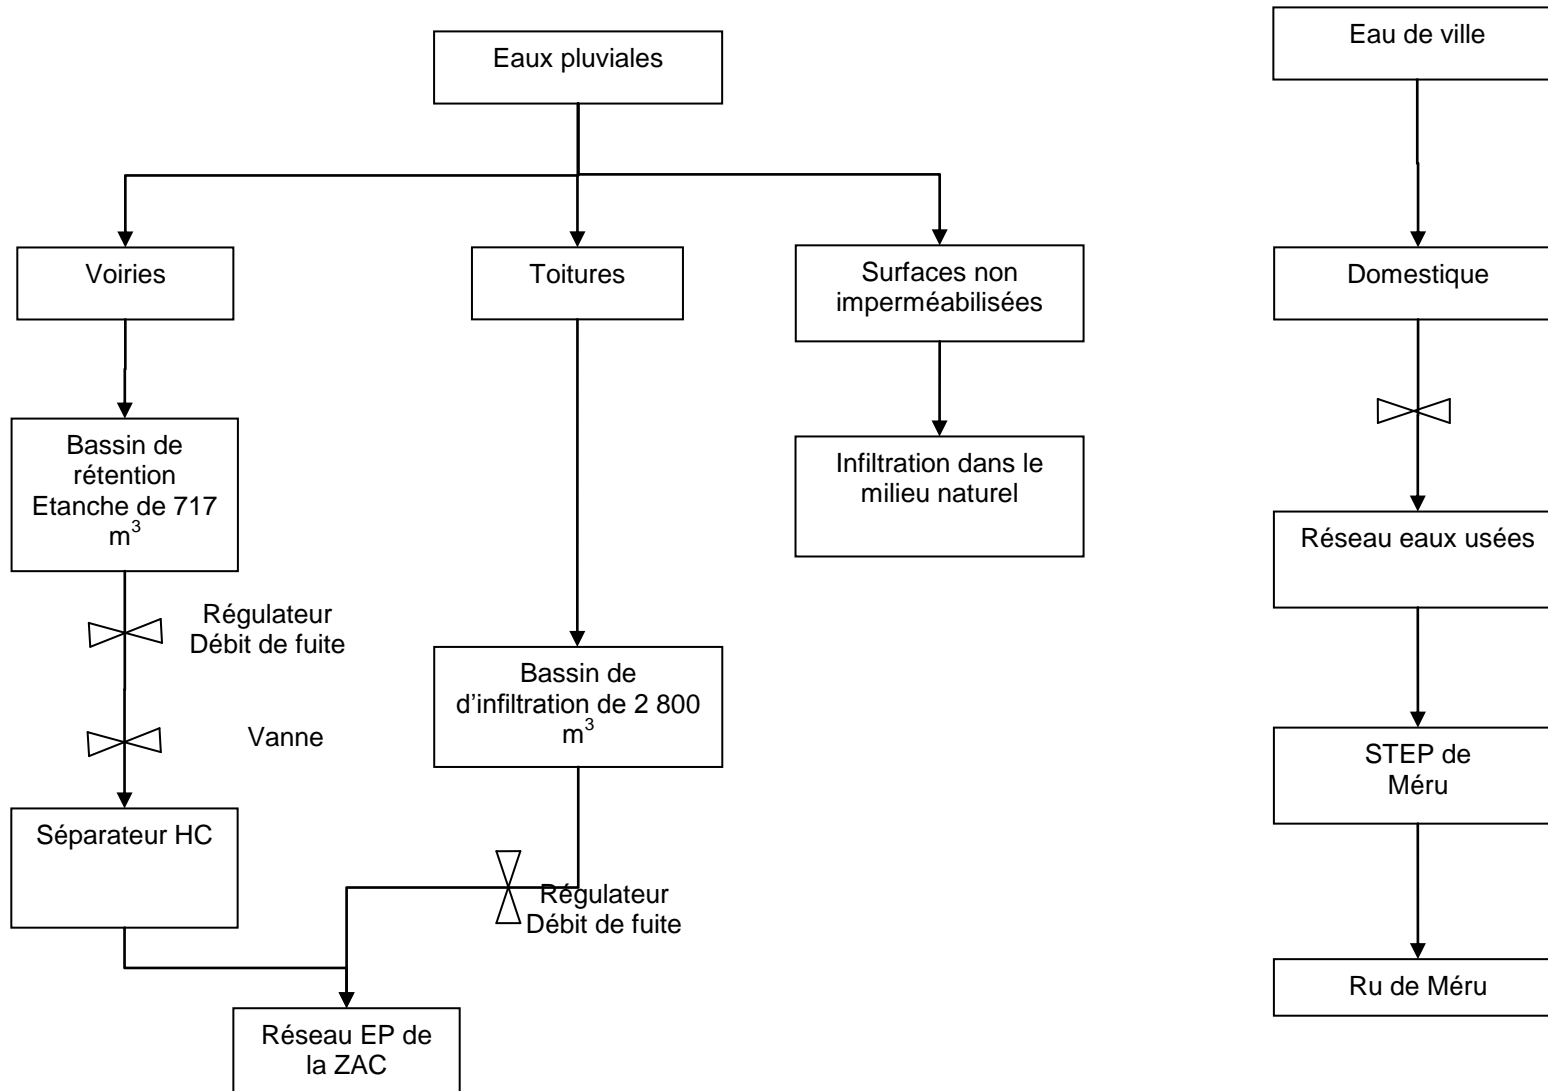 Eaux pluviales
Eau de ville
Voiries
Toitures
Surfaces non
imperméabilisées
Domestique
Bassin de
rétention
Etanche de 717
m³
Infiltration dans le
milieu naturel
Réseau eaux usées
Régulateur
Débit de fuite
Bassin de
d'infiltration de 2 800
m³
Vanne
STEP de
Méru
Séparateur HC
Régulateur
Débit de fuite
Ru de Méru
Réseau EP de
la ZAC